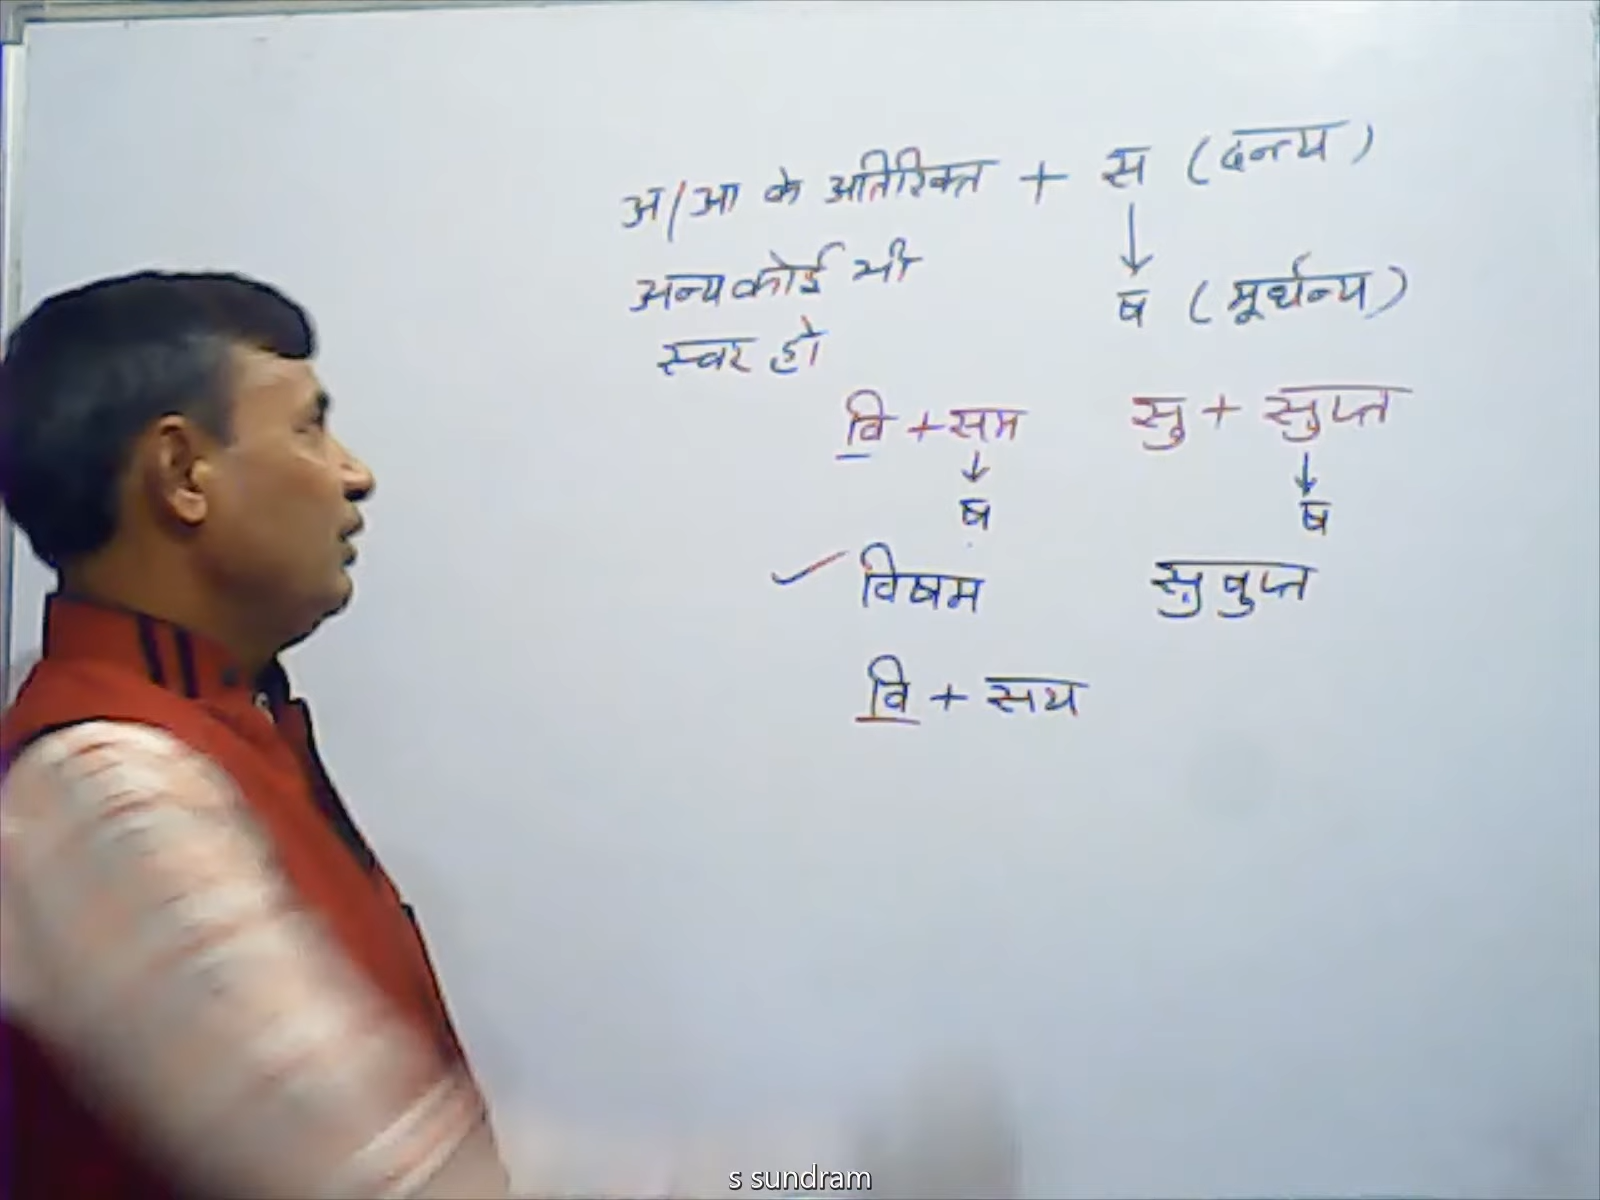 अ/आ के अतिरिक्त + स (दन्त्य)
↓
अन्य कोई भी ष (मूर्धन्य)
स्वर हो
वि + सम सु + सुप्त
↓ ↓
ष ष
✓ विषम सुषुप्त
वि + सय
s sundram